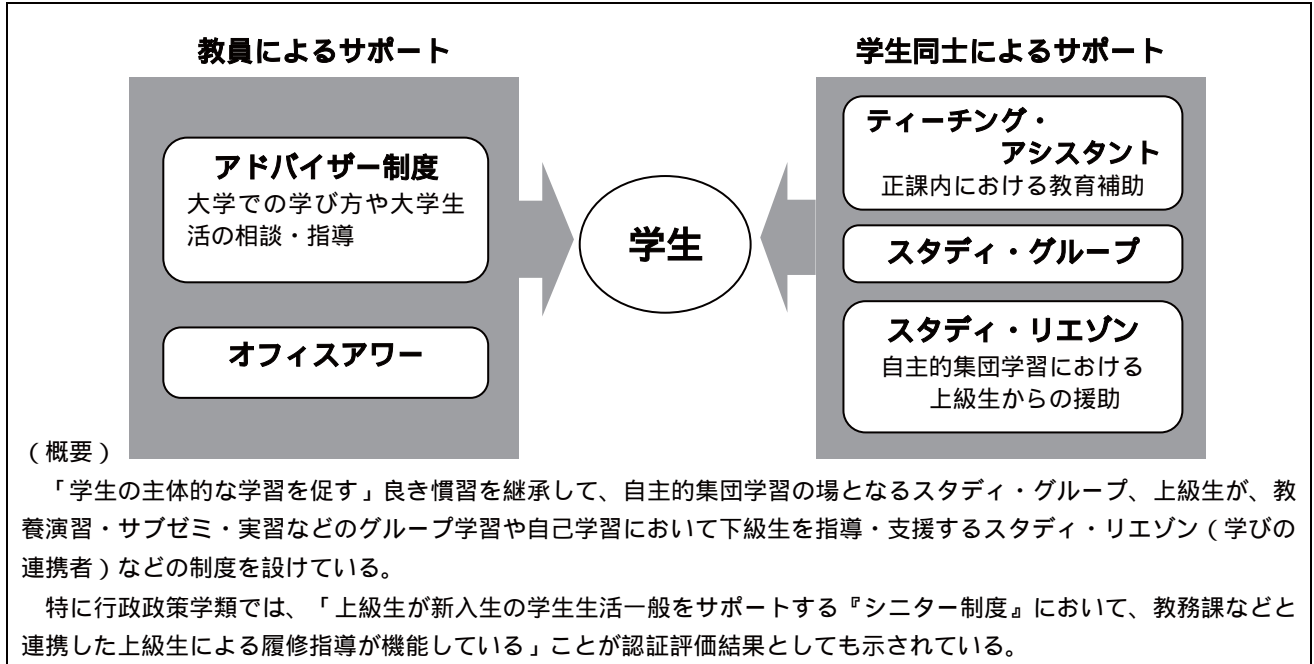 教員によるサポート
アドバイザー制度
大学での学び方や大学生
活の相談・指導
オフィスアワー
学生
学生同士によるサポート
ティーチング・
アシスタント
正課内における教育補助
スタディ・グループ
スタディ・リエゾン
自主的集団学習における
上級生からの援助
(概要)
「学生の主体的な学習を促す」良き慣習を継承して、自主的集団学習の場となるスタディ・グループ、上級生が、教
養演習・サブゼミ・実習などのグループ学習や自己学習において下級生を指導・支援するスタディ・リエゾン(学びの
連携者)などの制度を設けている。
特に行政政策学類では、「上級生が新入生の学生生活一般をサポートする『シニター制度』において、教務課などと
連携した上級生による履修指導が機能している」ことが認証評価結果としても示されている。